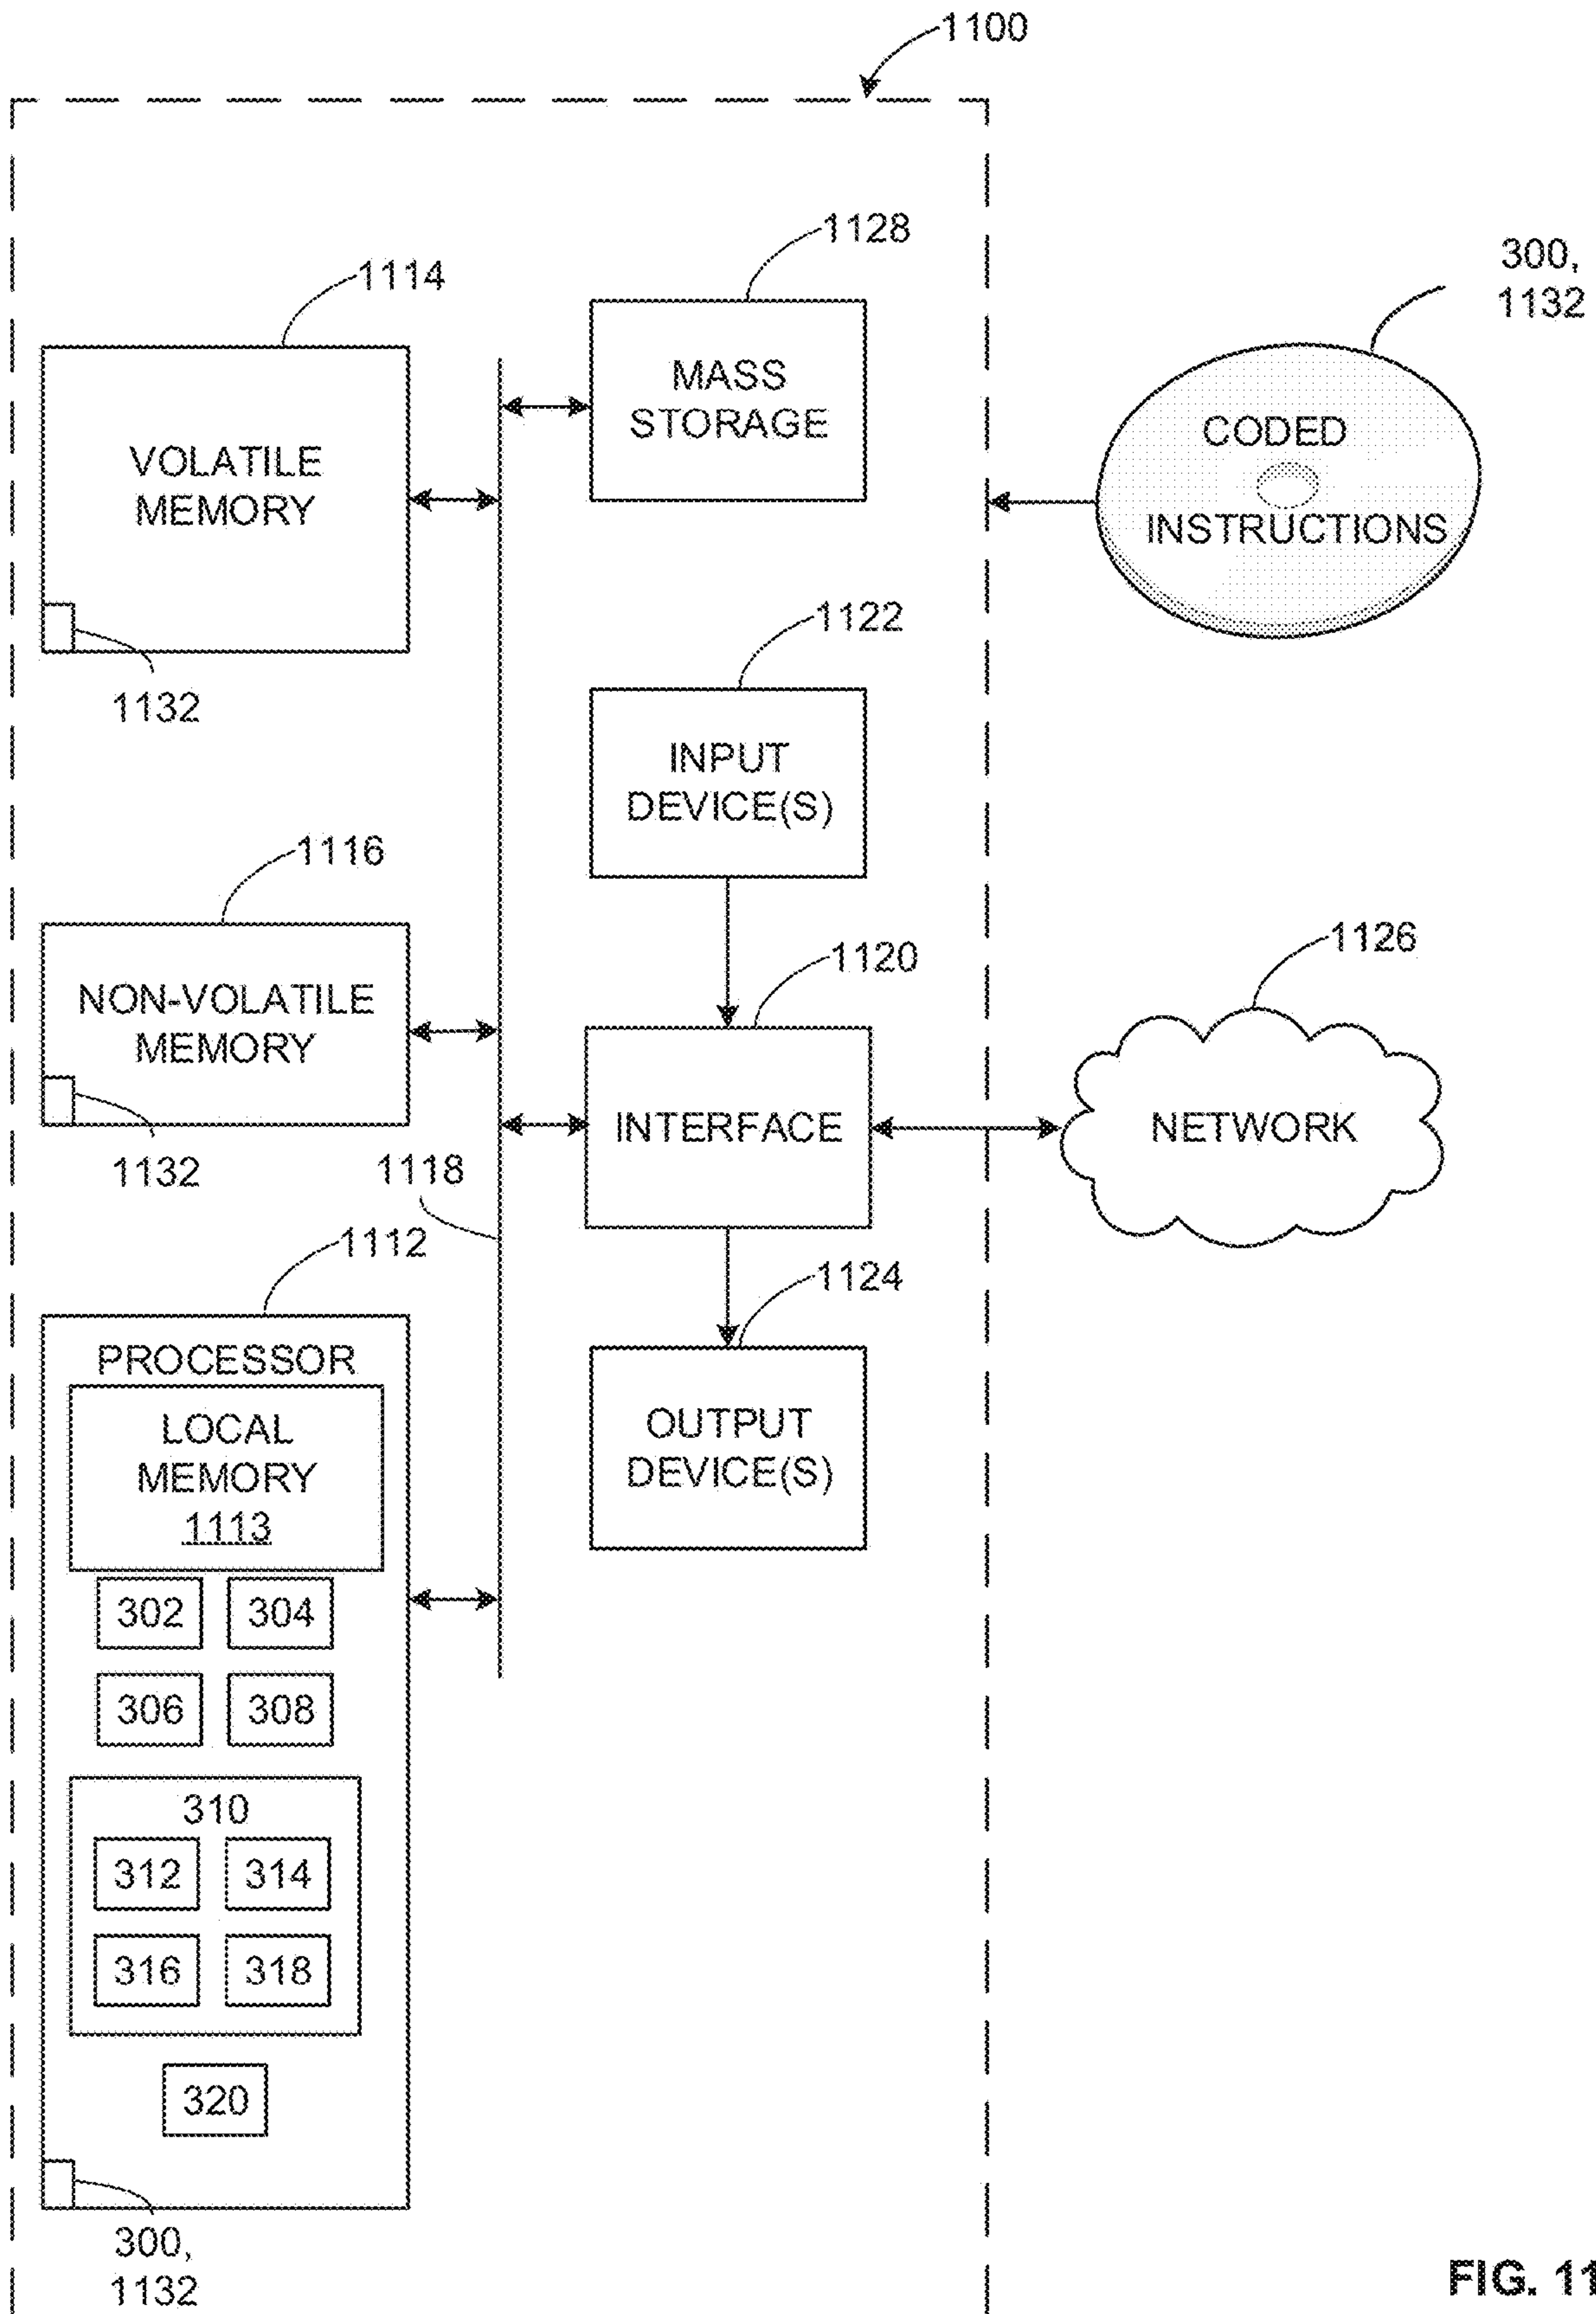 1100
1128
1114
300,
1132
MASS
STORAGE
VOLATILE
MEMORY
CODED
INSTRUCTIONS
1132
1122
INPUT
DEVICE(S)
1116
1120
1126
NON-VOLATILE
MEMORY
INTERFACE
NETWORK
1132
1118
1112
1124
PROCESSOR
LOCAL
MEMORY
1113
OUTPUT
DEVICE(S)
302 304
306 308
310
312 314
316 318
320
300,
1132
FIG. 11